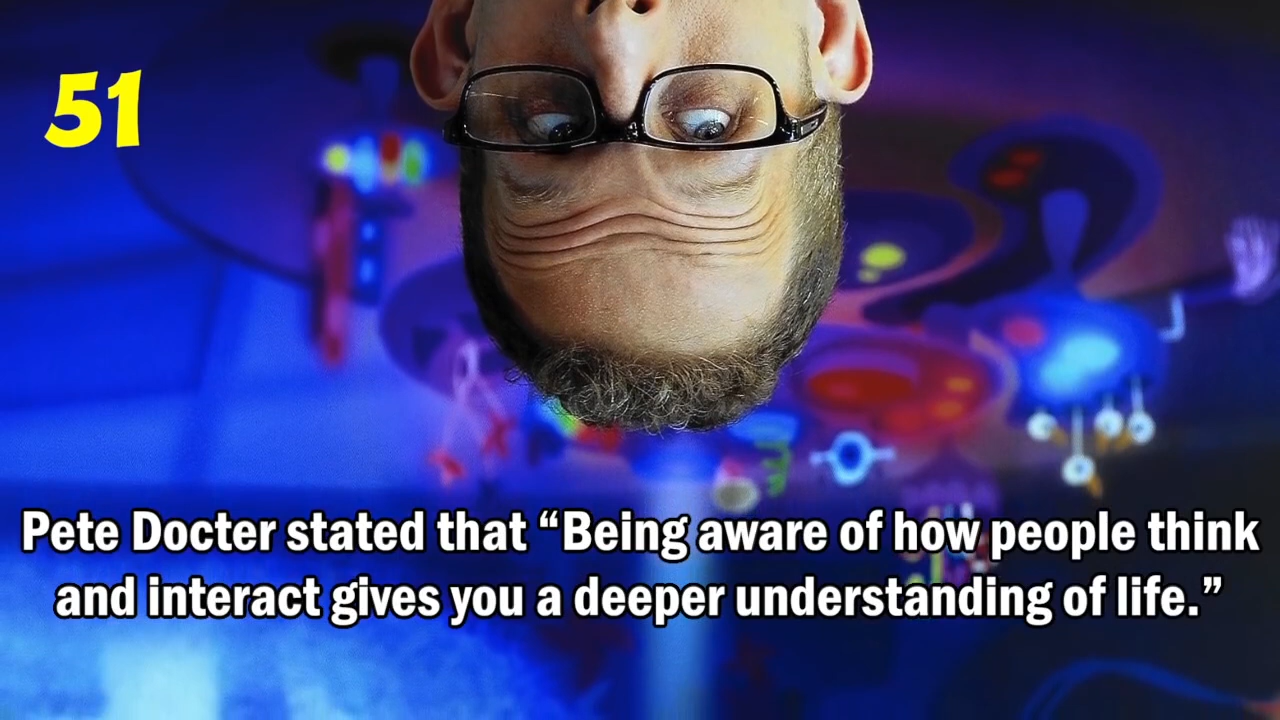 51
Pete Docter stated that “Being aware of how people think
and interact gives you a deeper understanding of life.”